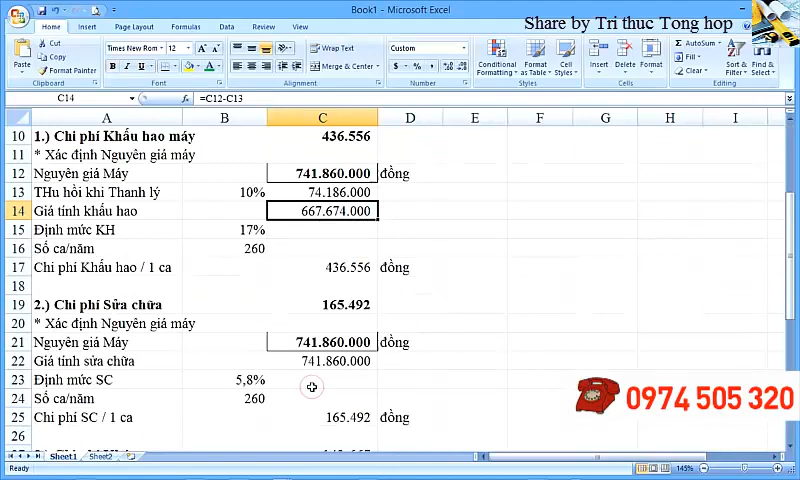 Book1 - Microsoft Excel
Share by Tri thuc Tong hop
Home Insert Page Layout Formulas Data Review View
Cut
Copy
Format Painter
Paste
Times New Rom 12
Wrap Text
Merge & Center
Custom
Conditional Formatting
Format as Table
Cell Styles
Insert Delete Format
AutoSum
Fill
Clear
Sort & Filter
Find & Select
Clipboard Font Alignment Number Styles Cells Editing
C14 fx =C12-C13
A B C D E F G H I
10 1.) Chi phí Khấu hao máy 436.556
11 * Xác định Nguyên giá máy
12 Nguyên giá Máy 741.860.000 đồng
13 THu hồi khi Thanh lý 10% 74.186.000
14 Giá tính khấu hao 667.674.000
15 Định mức KH 17%
16 Số ca/năm 260
17 Chi phí Khấu hao / 1 ca 436.556 đồng
18
19 2.) Chi phí Sửa chữa 165.492
20 * Xác định Nguyên giá máy
21 Nguyên giá Máy 741.860.000 đồng
22 Giá tính sửa chữa 741.860.000
23 Định mức SC 5,8%
24 Số ca/năm 260
25 Chi phí SC / 1 ca 165.492 đồng
26
0974 505 320
Sheet1 Sheet2
Ready 145%